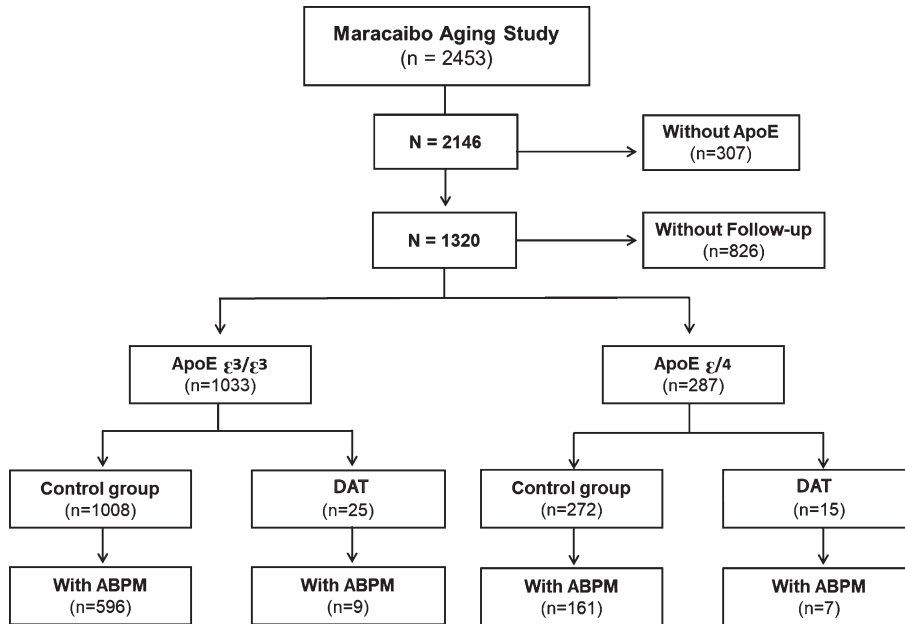 Maracaibo Aging Study
(n = 2453)
N = 2146
Without ApoE
(n=307)
N = 1320
Without Follow-up
(n=826)
ApoE ε3/ε3
(n=1033)
ApoE ε/4
(n=287)
Control group
(n=1008)
DAT
(n=25)
Control group
(n=272)
DAT
(n=15)
With ABPM
(n=596)
With ABPM
(n=9)
With ABPM
(n=161)
With ABPM
(n=7)